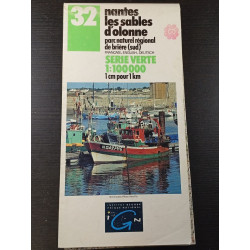 32
nantes
les sables
d'olonne
parc naturel régional
de brière (sud)
FRANÇAIS, ENGLISH, DEUTSCH
SERIE VERTE
1:100 000
1 cm pour 1 km
IGN